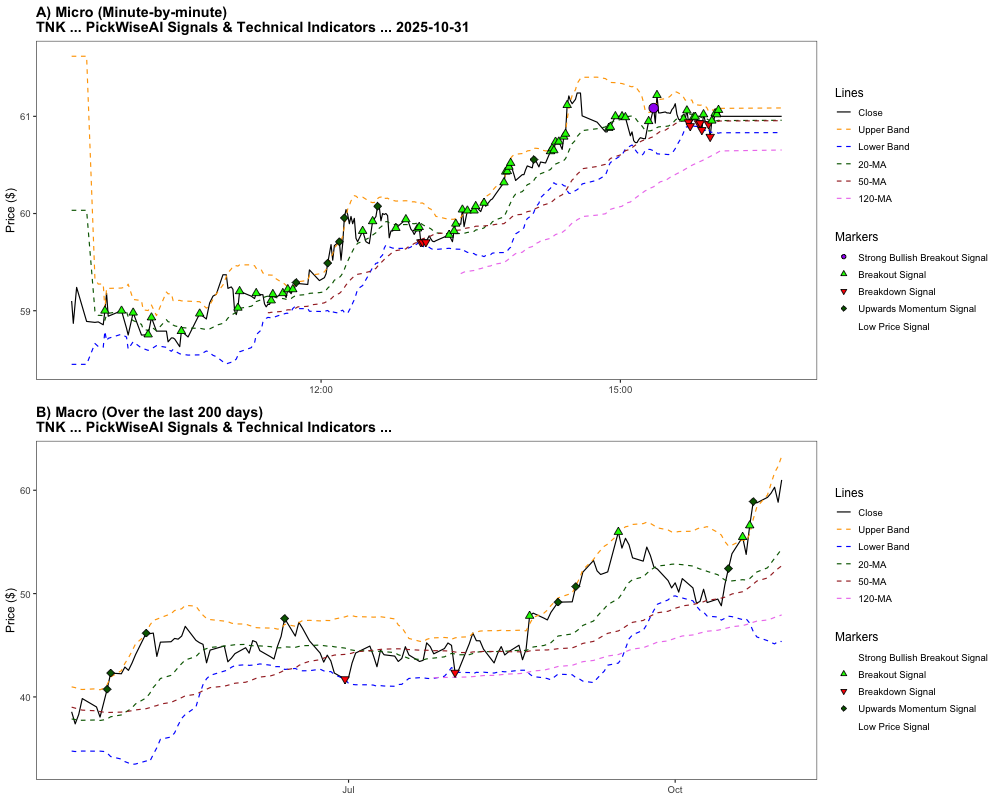 A) Micro (Minute-by-minute)
TNK ... PickWiseAI Signals & Technical Indicators ... 2025-10-31
Price ($)
61
60
59
12:00
15:00
Lines
Close
Upper Band
Lower Band
20-MA
50-MA
120-MA
Markers
Strong Bullish Breakout Signal
Breakout Signal
Breakdown Signal
Upwards Momentum Signal
Low Price Signal
B) Macro (Over the last 200 days)
TNK ... PickWiseAI Signals & Technical Indicators ...
Price ($)
60
50
40
Jul
Oct
Lines
Close
Upper Band
Lower Band
20-MA
50-MA
120-MA
Markers
Strong Bullish Breakout Signal
Breakout Signal
Breakdown Signal
Upwards Momentum Signal
Low Price Signal